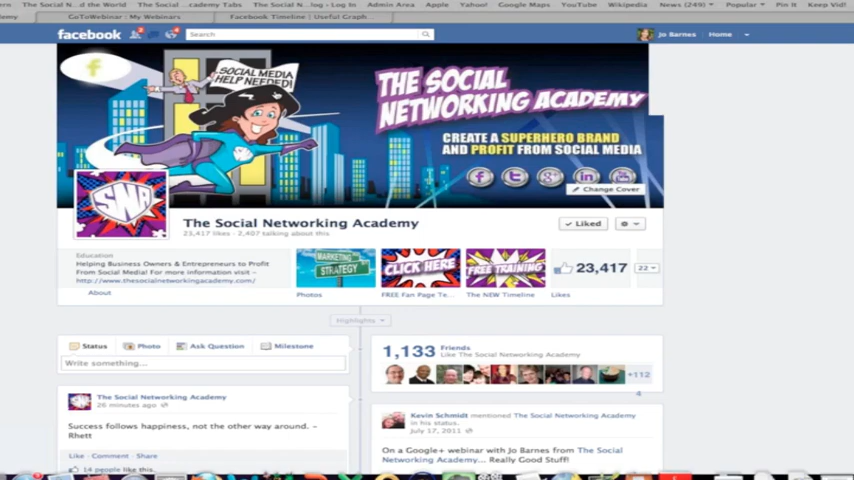 The Social N...d the World
The Social ...cademy Tabs
The Social N...log - Log In
Admin Area
Apple
Yahoo!
Google Maps
YouTube
Wikipedia
News (249)
Popular
Pin It
Keep Vid!
GoToWebinar : My Webinars
Facebook Timeline | Useful Graph...
facebook
Search
Jo Barnes
Home
SOCIAL MEDIA
HELP NEEDED!
THE SOCIAL
NETWORKING ACADEMY
CREATE A SUPERHERO BRAND
AND PROFIT FROM SOCIAL MEDIA
Change Cover
SNA
The Social Networking Academy
23,417 likes · 2,407 talking about this
Liked
Education
Helping Business Owners & Entrepreneurs to Profit
From Social Media! For more information visit ~
http://www.thesocialnetworkingacademy.com/
About
MARKETING
STRATEGY
CLICK HERE
FREE TRAINING
23,417
22
Photos
FREE Fan Page Te...
The NEW Timeline
Likes
Highlights
Status
Photo
Ask Question
Milestone
Write something...
1,133
Friends
Like The Social Networking Academy
+112
4
The Social Networking Academy
26 minutes ago
Success follows happiness, not the other way around. ~
Rhett
Like · Comment · Share
14 people like this.
Kevin Schmidt mentioned The Social Networking Academy
in his status.
July 17, 2011
On a Google+ webinar with Jo Barnes from The Social
Networking Academy... Really Good Stuff!